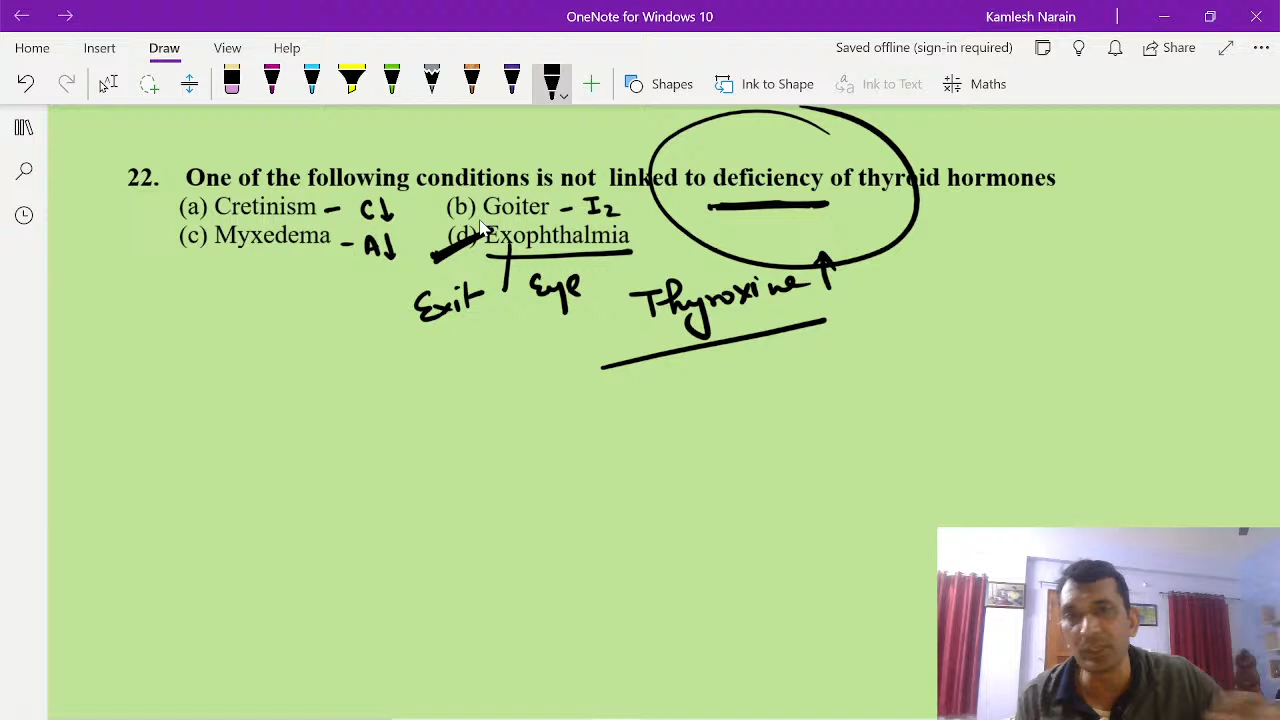 OneNote for Windows 10
Kamlesh Narain
Home Insert Draw View Help
Saved offline (sign-in required) Share
Shapes Ink to Shape Ink to Text Maths
22. One of the following conditions is not linked to deficiency of thyroid hormones
(a) Cretinism – C↓ (b) Goiter – I2
(c) Myxedema – A↓ (d) Exophthalmia
Exit Eye Thyroxine ↑